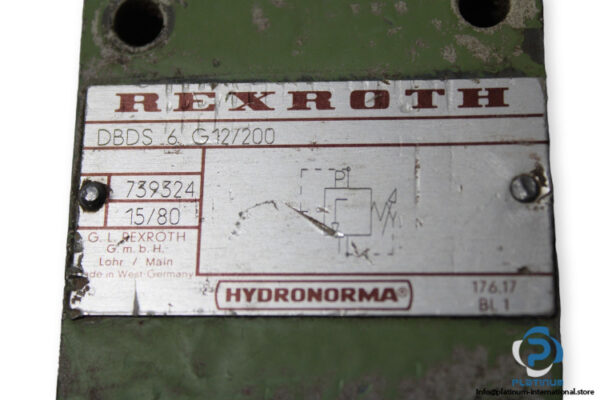 REXROTH
DBDS 6 G12/200
739324
15/80
G. L. REXROTH
G.m.b.H.
Lohr / Main
Made in West-Germany
P
HYDRONORMA®
176.17
Bl. 1
PLATINUM
Info@platinum-international.store